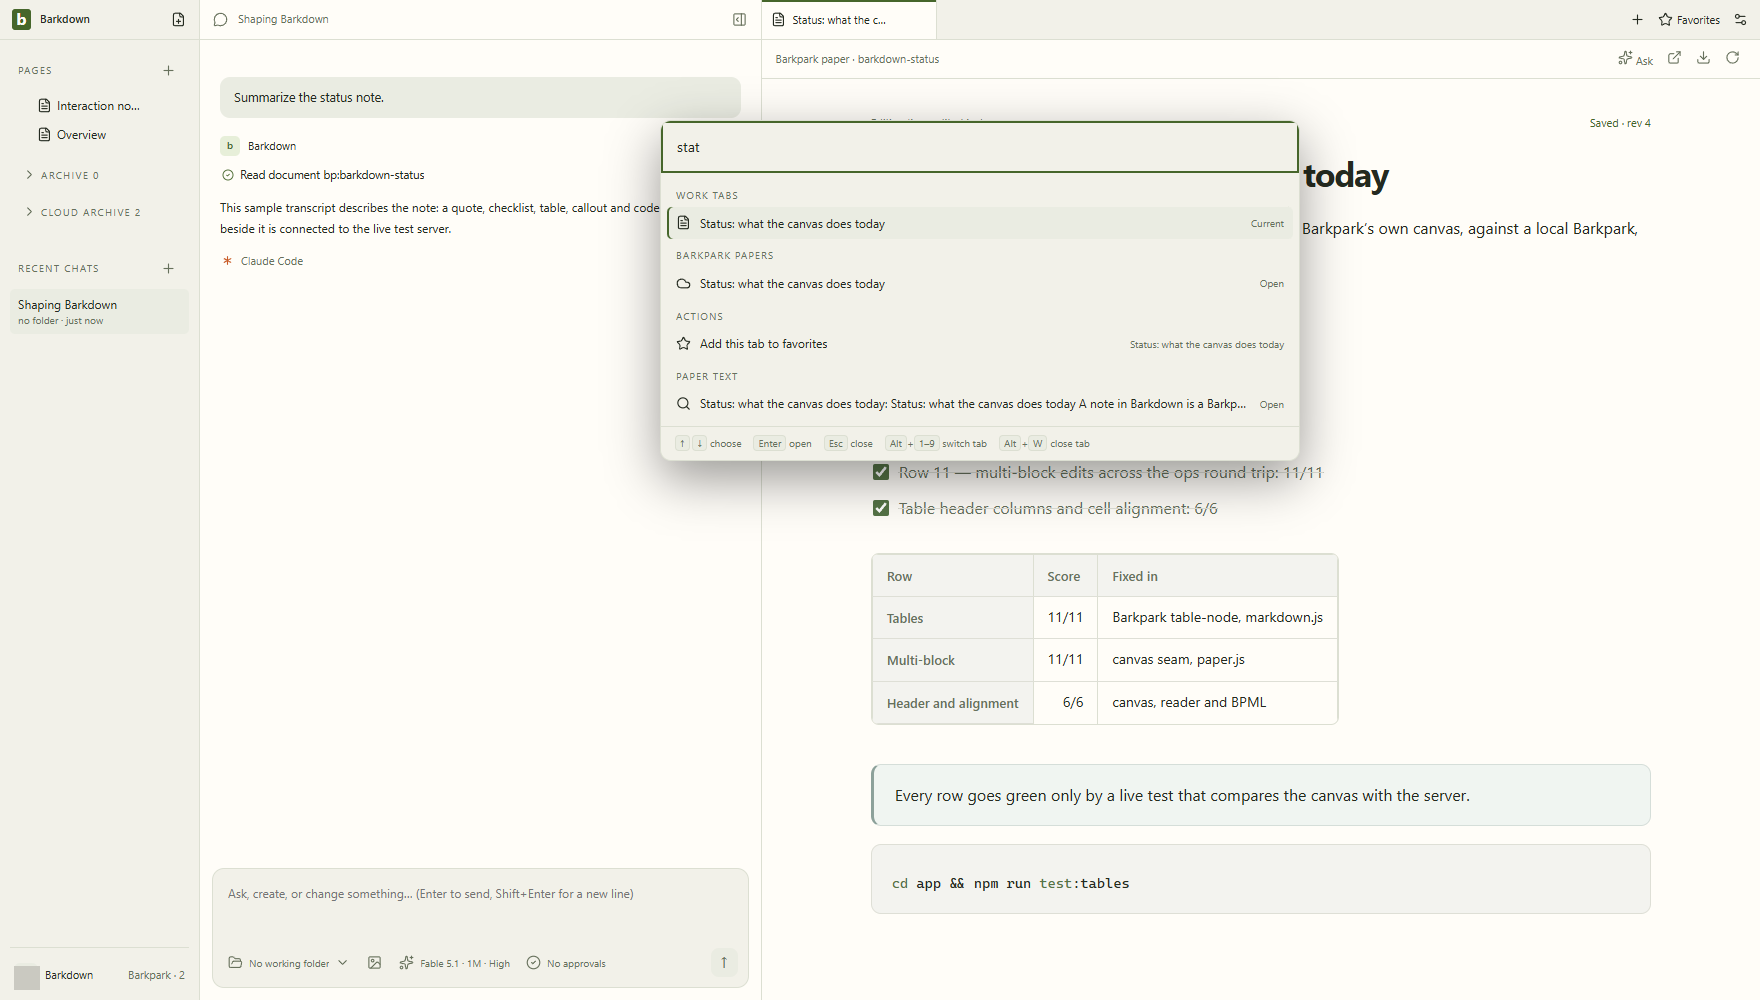 b Barkdown
PAGES
Interaction no...
Overview
ARCHIVE 0
CLOUD ARCHIVE 2
RECENT CHATS
Shaping Barkdown
no folder · just now
Barkdown
Barkpark · 2
Shaping Barkdown
Summarize the status note.
b Barkdown
Read document bp:barkdown-status
This sample transcript describes the note: a quote, checklist, table, callout and code
beside it is connected to the live test server.
Claude Code
Ask, create, or change something... (Enter to send, Shift+Enter for a new line)
No working folder
Fable 5.1 · 1M · High
No approvals
Status: what the c...
Favorites
Barkpark paper · barkdown-status
Ask
Saved · rev 4
today
Barkpark's own canvas, against a local Barkpark,
stat
WORK TABS
Status: what the canvas does today Current
BARKPARK PAPERS
Status: what the canvas does today Open
ACTIONS
Add this tab to favorites Status: what the canvas does today
PAPER TEXT
Status: what the canvas does today: Status: what the canvas does today A note in Barkdown is a Barkp... Open
↑ ↓ choose Enter open Esc close Alt + 1–9 switch tab Alt + W close tab
Row 11 — multi-block edits across the ops round trip: 11/11
Table header columns and cell alignment: 6/6
Row Score Fixed in
Tables 11/11 Barkpark table-node, markdown.js
Multi-block 11/11 canvas seam, paper.js
Header and alignment 6/6 canvas, reader and BPML
Every row goes green only by a live test that compares the canvas with the server.
cd app && npm run test:tables